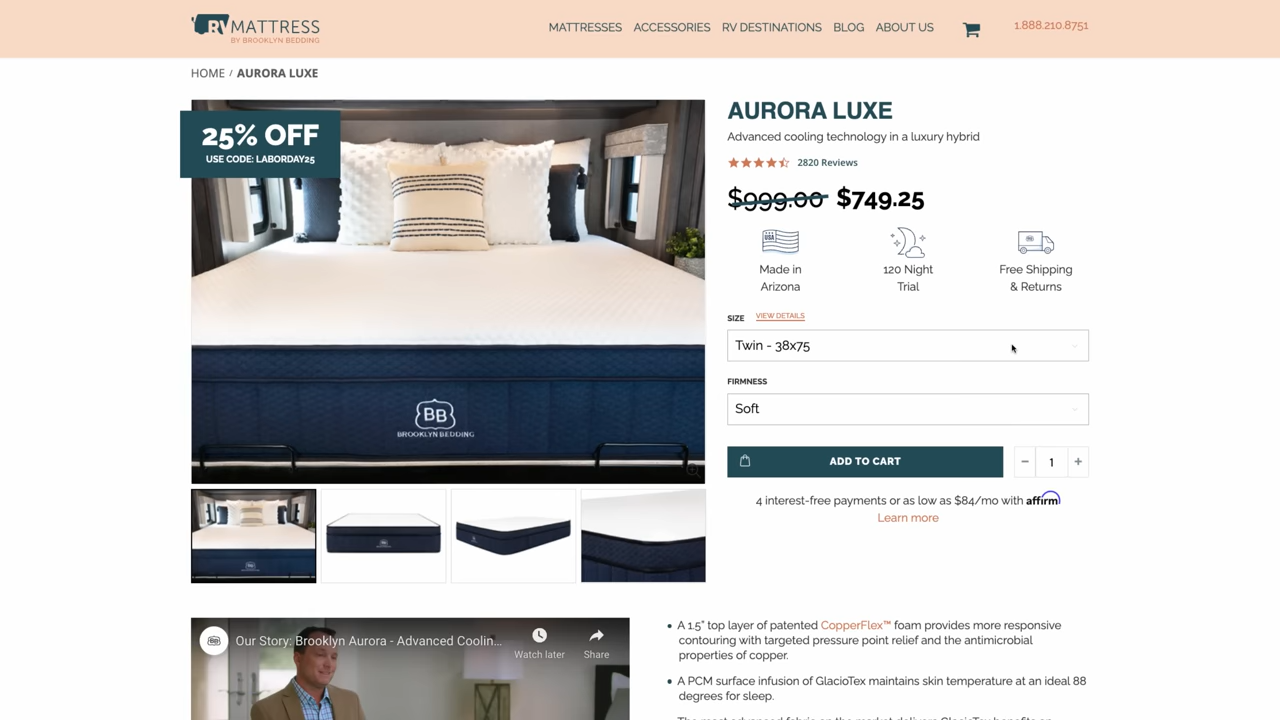 RV MATTRESS
BY BROOKLYN BEDDING
MATTRESSES ACCESSORIES RV DESTINATIONS BLOG ABOUT US
1.888.210.8751
HOME / AURORA LUXE
25% OFF
USE CODE: LABORDAY25
BB
BROOKLYN BEDDING
AURORA LUXE
Advanced cooling technology in a luxury hybrid
2820 Reviews
$999.00 $749.25
USA
Made in
Arizona
120 Night
Trial
Free Shipping
& Returns
SIZE VIEW DETAILS
Twin - 38x75
FIRMNESS
Soft
ADD TO CART
− 1 +
4 interest-free payments or as low as $84/mo with affirm
Learn more
Our Story: Brooklyn Aurora - Advanced Coolin...
Watch later
Share
• A 1.5" top layer of patented CopperFlex™ foam provides more responsive
contouring with targeted pressure point relief and the antimicrobial
properties of copper.
• A PCM surface infusion of GlacioTex maintains skin temperature at an ideal 88
degrees for sleep.